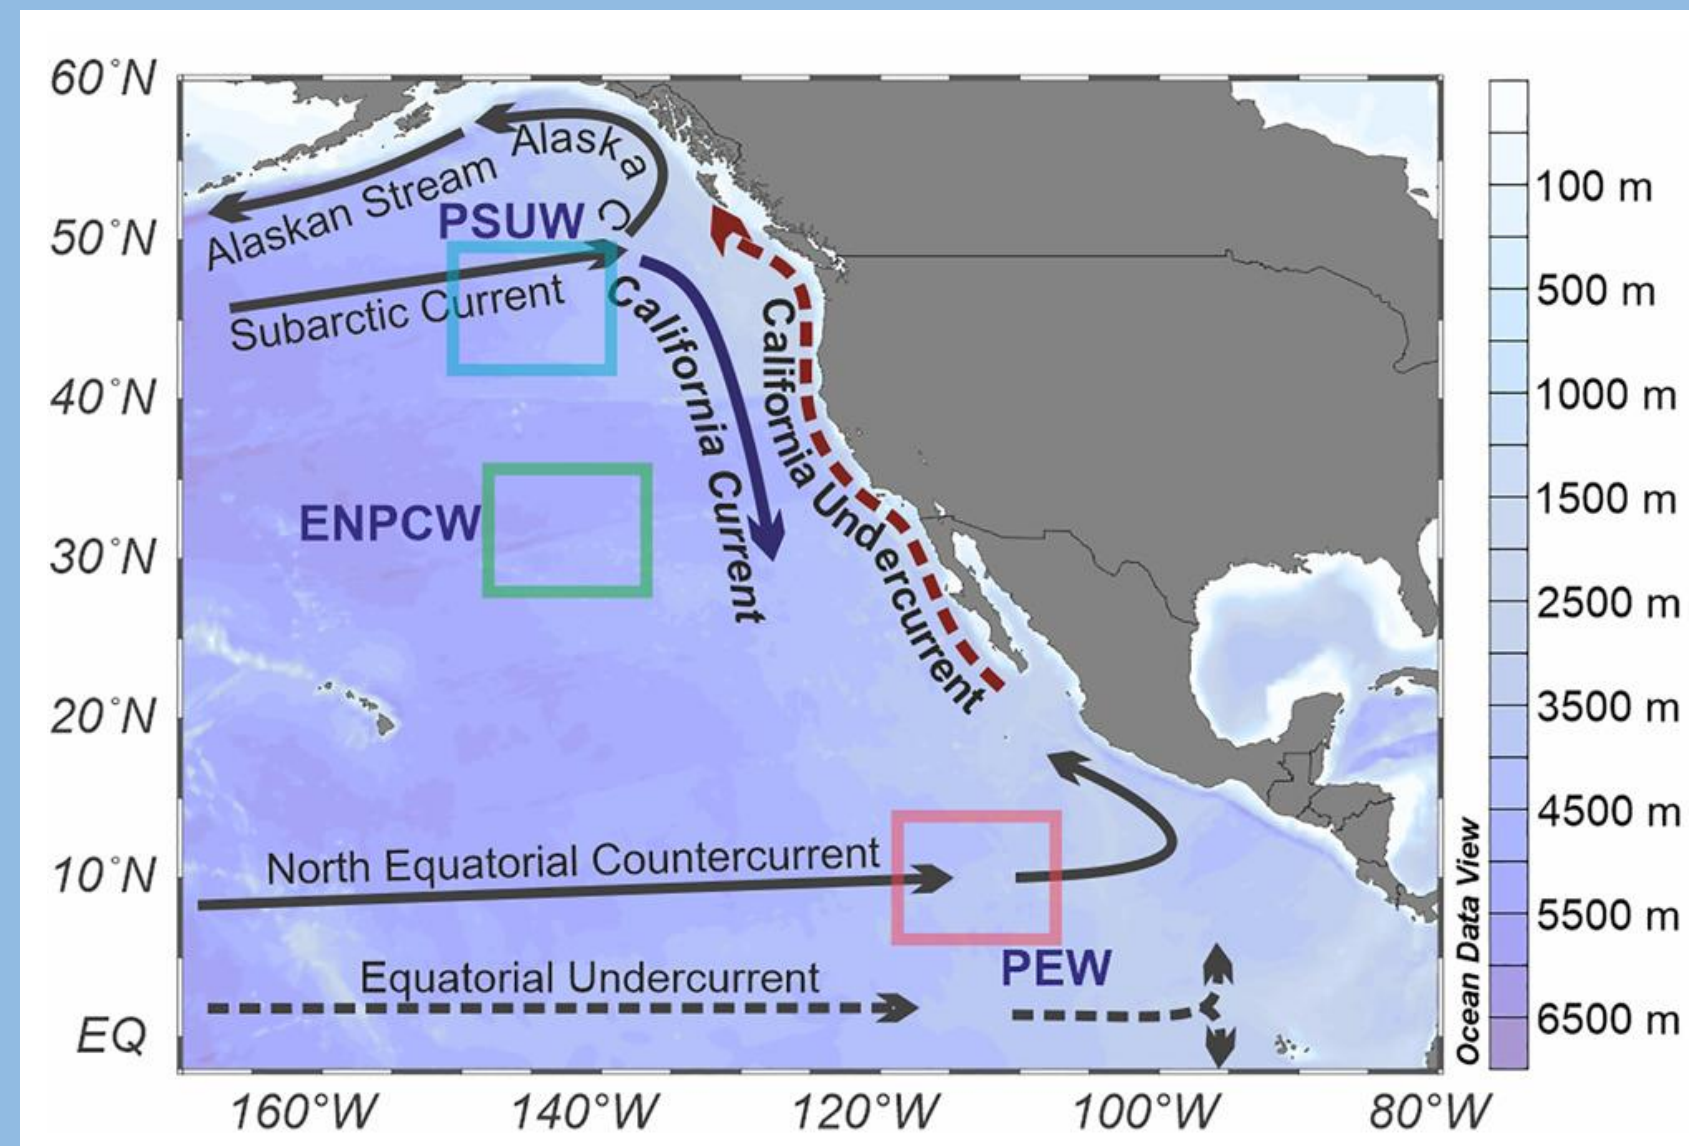 60°N
50°N
40°N
30°N
20°N
10°N
EQ
160°W
140°W
120°W
100°W
80°W
Alaska C
Alaskan Stream
PSUW
Subarctic Current
California Current
California Undercurrent
ENPCW
North Equatorial Countercurrent
PEW
Equatorial Undercurrent
Ocean Data View
100 m
500 m
1000 m
1500 m
2500 m
3500 m
4500 m
5500 m
6500 m